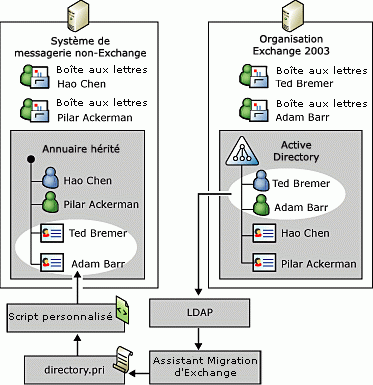 Système de
messagerie non-Exchange
Boîte aux lettres
Hao Chen
Boîte aux lettres
Pilar Ackerman
Annuaire hérité
Hao Chen
Pilar Ackerman
Ted Bremer
Adam Barr
Organisation
Exchange 2003
Boîte aux lettres
Ted Bremer
Boîte aux lettres
Adam Barr
Active
Directory
Ted Bremer
Adam Barr
Hao Chen
Pilar Ackerman
Script personnalisé
LDAP
directory.pri
Assistant Migration
d'Exchange